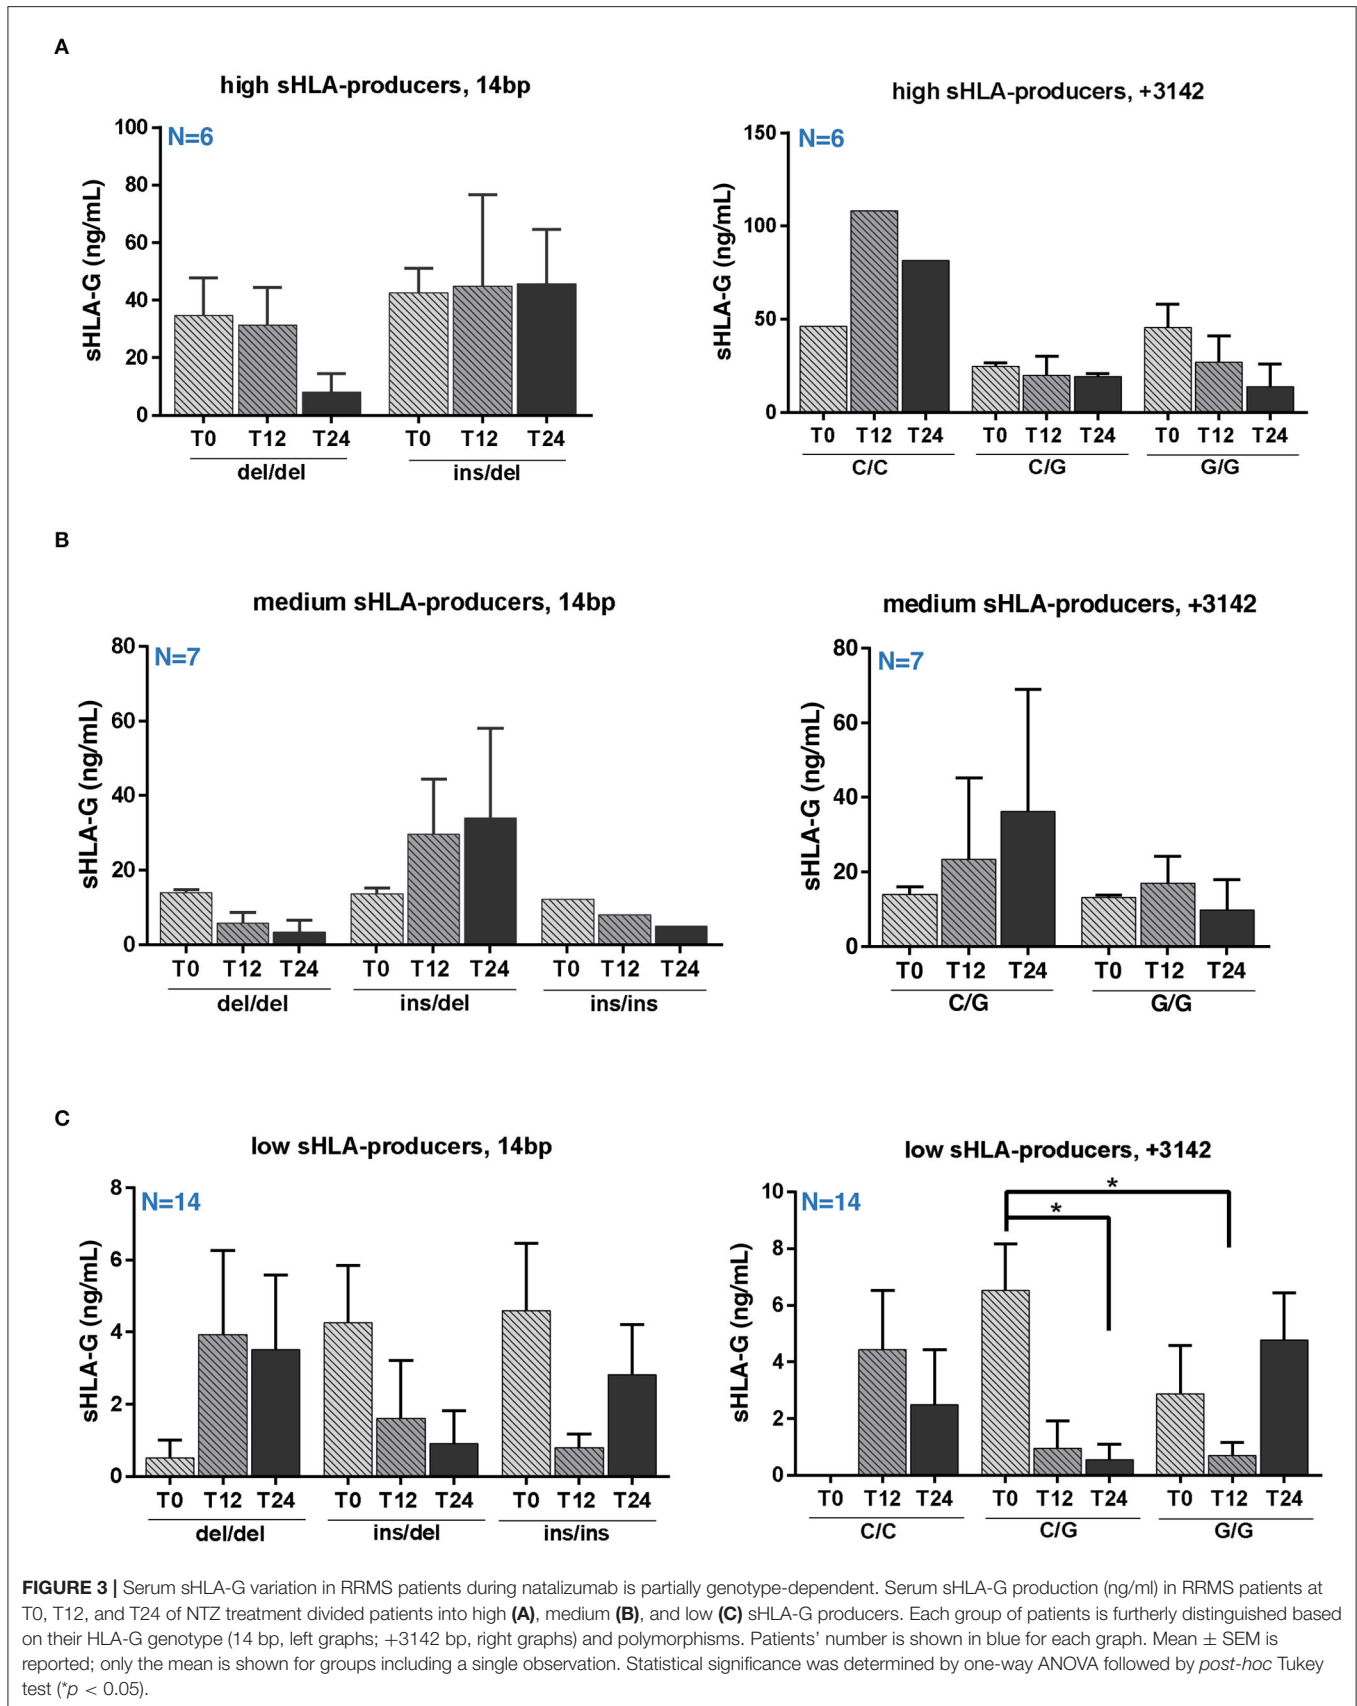 A
high sHLA-producers, 14bp
N=6
sHLA-G (ng/mL)
100
80
60
40
20
0
T0 T12 T24 T0 T12 T24
del/del ins/del
high sHLA-producers, +3142
N=6
sHLA-G (ng/mL)
150
100
50
0
T0 T12 T24 T0 T12 T24 T0 T12 T24
C/C C/G G/G
B
medium sHLA-producers, 14bp
N=7
sHLA-G (ng/mL)
80
60
40
20
0
T0 T12 T24 T0 T12 T24 T0 T12 T24
del/del ins/del ins/ins
medium sHLA-producers, +3142
N=7
sHLA-G (ng/mL)
80
60
40
20
0
T0 T12 T24 T0 T12 T24
C/G G/G
C
low sHLA-producers, 14bp
N=14
sHLA-G (ng/mL)
8
6
4
2
0
T0 T12 T24 T0 T12 T24 T0 T12 T24
del/del ins/del ins/ins
low sHLA-producers, +3142
N=14
*
*
sHLA-G (ng/mL)
10
8
6
4
2
0
T0 T12 T24 T0 T12 T24 T0 T12 T24
C/C C/G G/G
FIGURE 3 | Serum sHLA-G variation in RRMS patients during natalizumab is partially genotype-dependent. Serum sHLA-G production (ng/ml) in RRMS patients at
T0, T12, and T24 of NTZ treatment divided patients into high (A), medium (B), and low (C) sHLA-G producers. Each group of patients is furtherly distinguished based
on their HLA-G genotype (14 bp, left graphs; +3142 bp, right graphs) and polymorphisms. Patients' number is shown in blue for each graph. Mean ± SEM is
reported; only the mean is shown for groups including a single observation. Statistical significance was determined by one-way ANOVA followed by post-hoc Tukey
test (*p < 0.05).